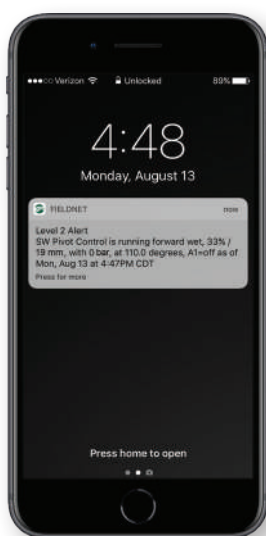 Verizon Unlocked 89%
4:48
Monday, August 13
FIELDNET now
Level 2 Alert
SW Pivot Control is running forward wet, 33% /
19 mm, with 0 bar, at 110.0 degrees, A1=off as of
Mon, Aug 13 at 4:47PM CDT
Press for more
Press home to open